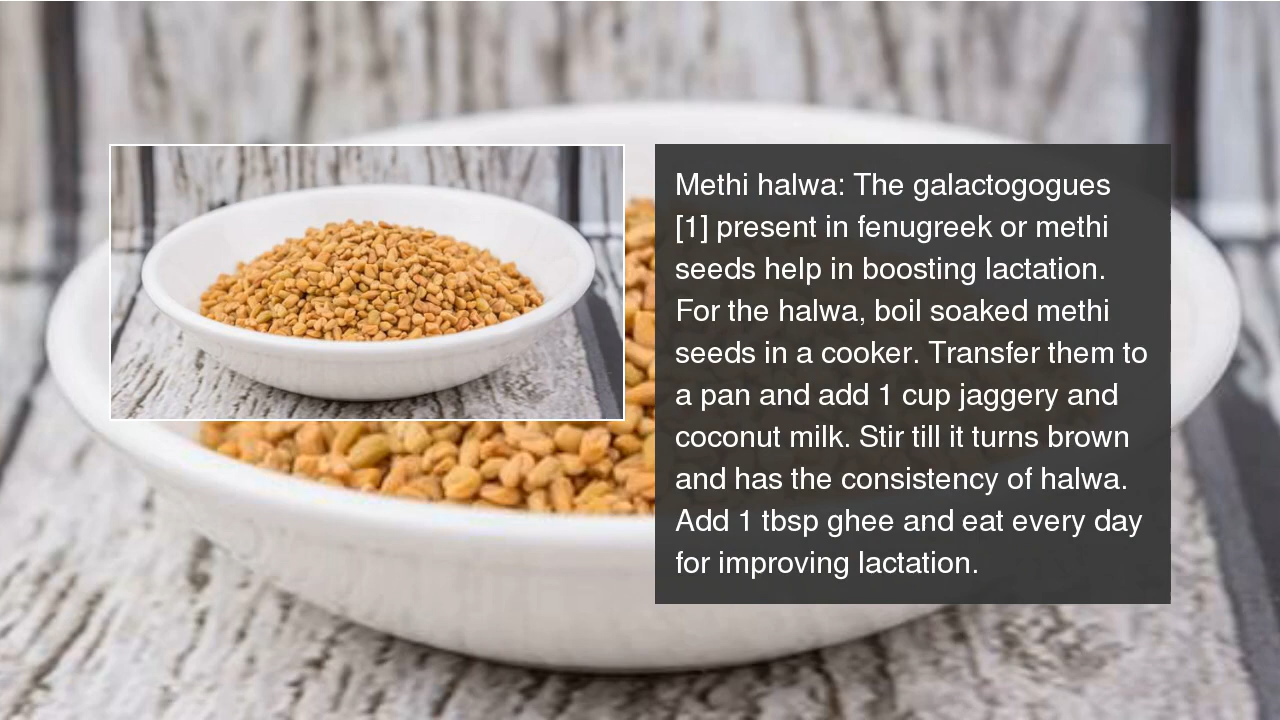 Methi halwa: The galactogogues
[1] present in fenugreek or methi
seeds help in boosting lactation.
For the halwa, boil soaked methi
seeds in a cooker. Transfer them to
a pan and add 1 cup jaggery and
coconut milk. Stir till it turns brown
and has the consistency of halwa.
Add 1 tbsp ghee and eat every day
for improving lactation.